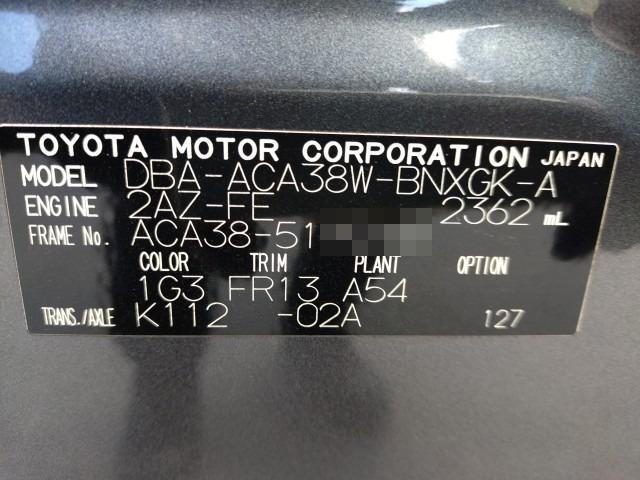 TOYOTA MOTOR CORPORATION JAPAN
MODEL DBA-ACA38W-BNXGK-A
ENGINE 2AZ-FE 2362 mL
FRAME No. ACA38-51
COLOR TRIM PLANT OPTION
1G3 FR13 A54
TRANS./AXLE K112 -02A 127